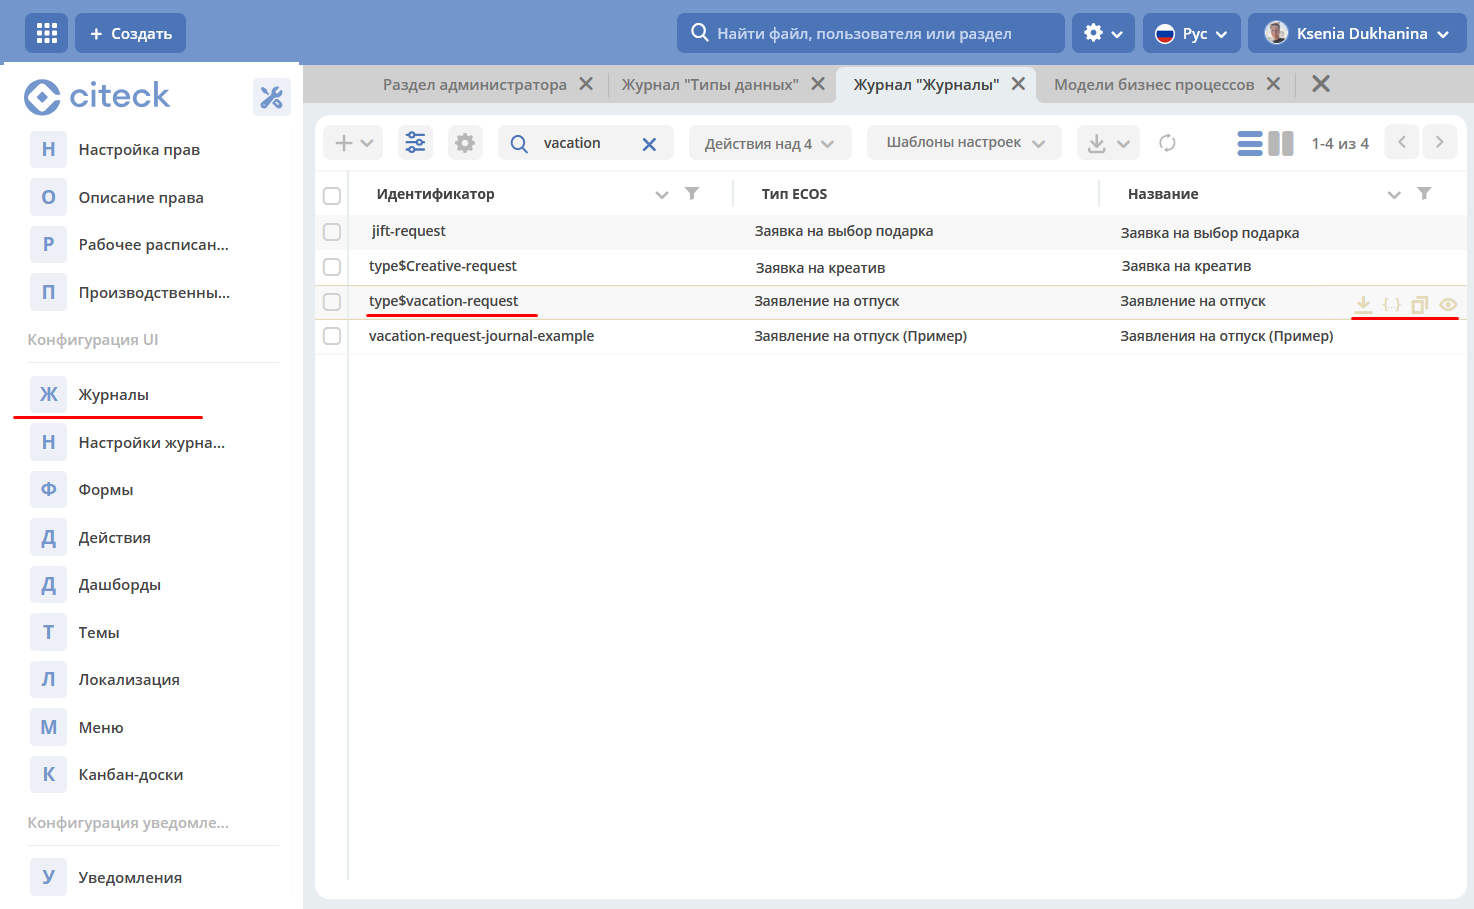 + Создать
Найти файл, пользователя или раздел
Рус
Ksenia Dukhanina
citeck
Раздел администратора
Журнал "Типы данных"
Журнал "Журналы"
Модели бизнес процессов
vacation
Действия над 4
Шаблоны настроек
1-4 из 4
Н Настройка прав
О Описание права
Р Рабочее расписан...
П Производственны...
Конфигурация UI
Ж Журналы
Н Настройки журна...
Ф Формы
Д Действия
Д Дашборды
Т Темы
Л Локализация
М Меню
К Канбан-доски
Конфигурация уведомле...
У Уведомления
Идентификатор Тип ECOS Название
jift-request Заявка на выбор подарка Заявка на выбор подарка
type$Creative-request Заявка на креатив Заявка на креатив
type$vacation-request Заявление на отпуск Заявление на отпуск
vacation-request-journal-example Заявление на отпуск (Пример) Заявления на отпуск (Пример)